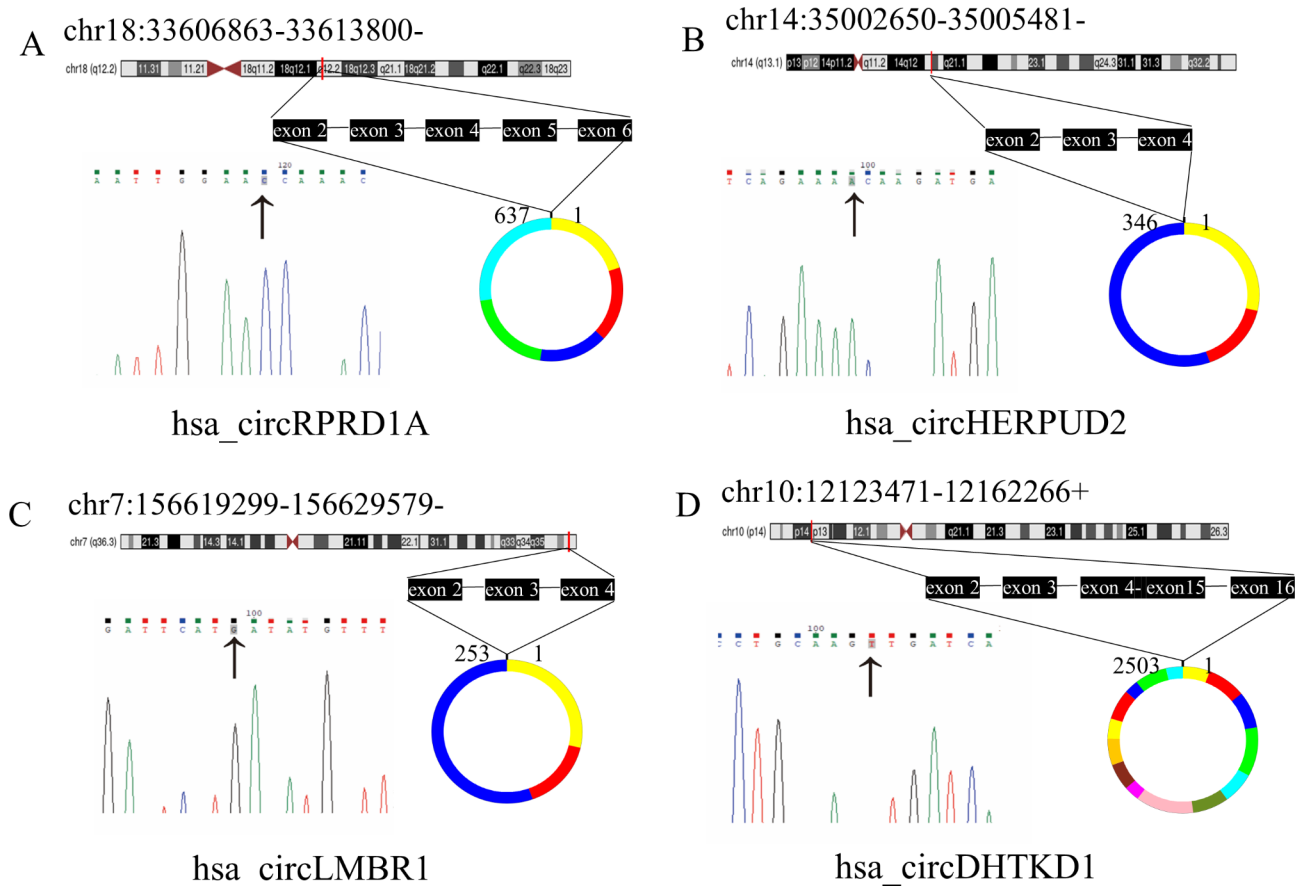 A
chr18:33606863-33613800-
chr18 (q12.2) 11.31 11.21 18q11.2 18q12.1 q12.2 18q12.3 q21.1 18q21.2 q22.1 q22.3 18q23
exon 2 exon 3 exon 4 exon 5 exon 6
120
A A T T G G A A C C A A A C
637 1
hsa_circRPRD1A
B
chr14:35002650-35005481-
chr14 (q13.1) p13 p12 14p11.2 q11.2 14q12 q21.1 23.1 q24.3 31.1 31.3 q32.2
exon 2 exon 3 exon 4
100
T C A G A A A A C A A G A T G A
346 1
hsa_circHERPUD2
C
chr7:156619299-156629579-
chr7 (q36.3) 21.3 14.3 14.1 21.11 22.1 31.1 q33 q34 q35
exon 2 exon 3 exon 4
100
G A T T C A T G A T A T G T T T
253 1
hsa_circLMBR1
D
chr10:12123471-12162266+
chr10 (p14) p14 p13 12.1 q21.1 21.3 23.1 25.1 26.3
exon 2 exon 3 exon 4- exon15 exon 16
100
C C T G C A A G T T G A T C A
2503 1
hsa_circDHTKD1